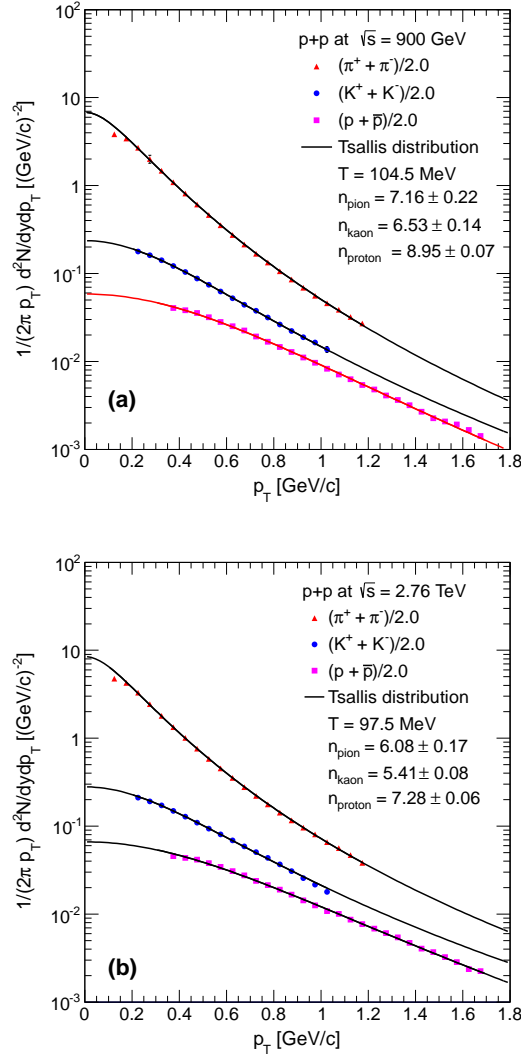 10²
p+p at √s = 900 GeV
(π⁺ + π⁻)/2.0
(K⁺ + K⁻)/2.0
(p + p̅)/2.0
Tsallis distribution
T = 104.5 MeV
n_pion = 7.16 ± 0.22
n_kaon = 6.53 ± 0.14
n_proton = 8.95 ± 0.07
10
1
10⁻¹
10⁻²
10⁻³
1/(2π p_T) d²N/dydp_T [(GeV/c)⁻²]
(a)
0 0.2 0.4 0.6 0.8 1 1.2 1.4 1.6 1.8
p_T [GeV/c]
10²
p+p at √s = 2.76 TeV
(π⁺ + π⁻)/2.0
(K⁺ + K⁻)/2.0
(p + p̅)/2.0
Tsallis distribution
T = 97.5 MeV
n_pion = 6.08 ± 0.17
n_kaon = 5.41 ± 0.08
n_proton = 7.28 ± 0.06
10
1
10⁻¹
10⁻²
10⁻³
1/(2π p_T) d²N/dydp_T [(GeV/c)⁻²]
(b)
0 0.2 0.4 0.6 0.8 1 1.2 1.4 1.6 1.8
p_T [GeV/c]